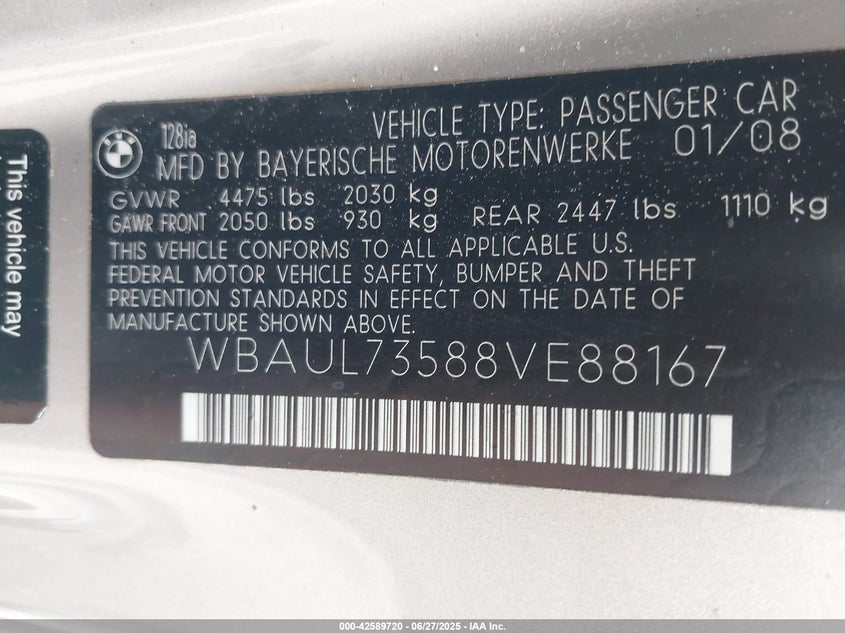 This vehicle may
128ia
VEHICLE TYPE: PASSENGER CAR
MFD BY BAYERISCHE MOTORENWERKE 01/08
GVWR 4475 lbs 2030 kg
GAWR FRONT 2050 lbs 930 kg REAR 2447 lbs 1110 kg
THIS VEHICLE CONFORMS TO ALL APPLICABLE U.S.
FEDERAL MOTOR VEHICLE SAFETY, BUMPER AND THEFT
PREVENTION STANDARDS IN EFFECT ON THE DATE OF
MANUFACTURE SHOWN ABOVE.
WBAUL73588VE88167
000-42589720 | 06/27/2025 - IAA Inc.